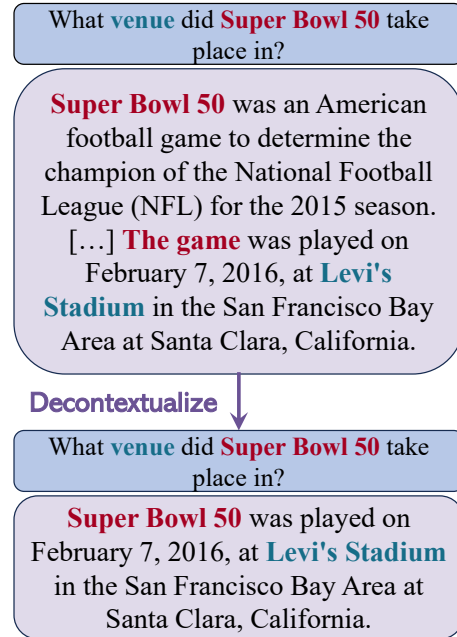 What venue did Super Bowl 50 take
place in?
Super Bowl 50 was an American
football game to determine the
champion of the National Football
League (NFL) for the 2015 season.
[…] The game was played on
February 7, 2016, at Levi's
Stadium in the San Francisco Bay
Area at Santa Clara, California.
Decontextualize
What venue did Super Bowl 50 take
place in?
Super Bowl 50 was played on
February 7, 2016, at Levi's Stadium
in the San Francisco Bay Area at
Santa Clara, California.